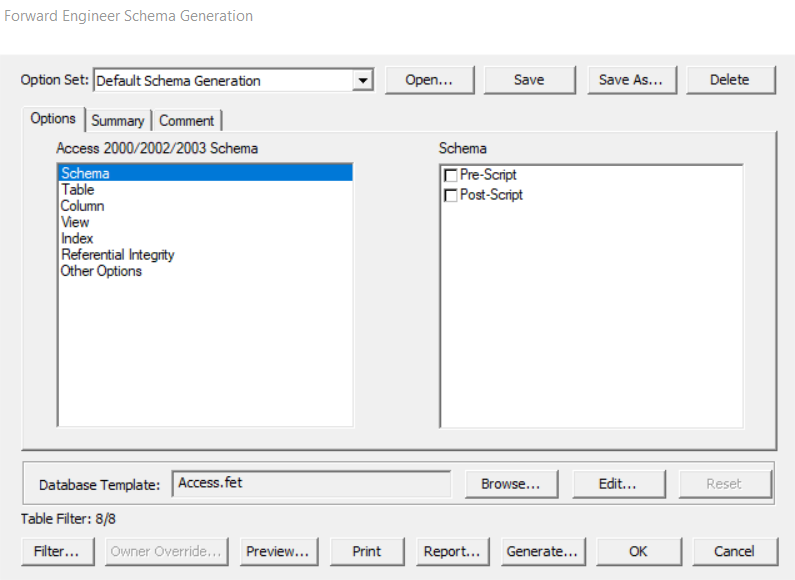 Forward Engineer Schema Generation
Option Set: Default Schema Generation Open... Save Save As... Delete
Options Summary Comment
Access 2000/2002/2003 Schema
Schema
Table
Column
View
Index
Referential Integrity
Other Options
Schema
Pre-Script
Post-Script
Database Template: Access.fet Browse... Edit... Reset
Table Filter: 8/8
Filter... Owner Override... Preview... Print Report... Generate... OK Cancel